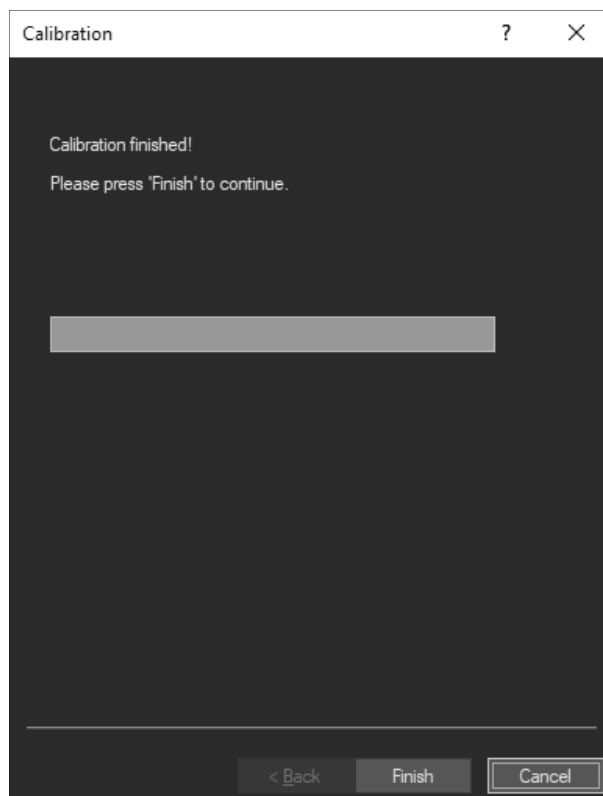 Calibration
?
Calibration finished!
Please press 'Finish' to continue.
< Back
Finish
Cancel